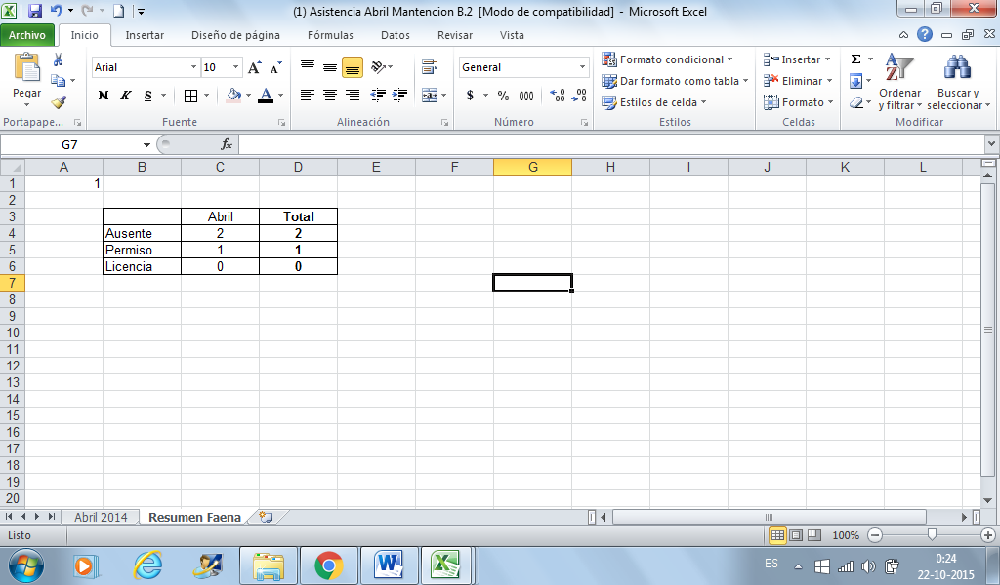 (1) Asistencia Abril Mantencion B.2 [Modo de compatibilidad] - Microsoft Excel
Archivo Inicio Insertar Diseño de página Fórmulas Datos Revisar Vista
Pegar
Portapape...
Arial 10
N K S
Fuente
Alineación
General
$ % 000
Número
Formato condicional
Dar formato como tabla
Estilos de celda
Estilos
Insertar
Eliminar
Formato
Celdas
Σ
Ordenar y filtrar
Buscar y seleccionar
Modificar
G7 fx
A B C D E F G H I J K L
1 1
2
3 Abril Total
4 Ausente 2 2
5 Permiso 1 1
6 Licencia 0 0
7
8
9
10
11
12
13
14
15
16
17
18
19
20
Abril 2014 Resumen Faena
Listo 100%
ES 0:24
22-10-2015